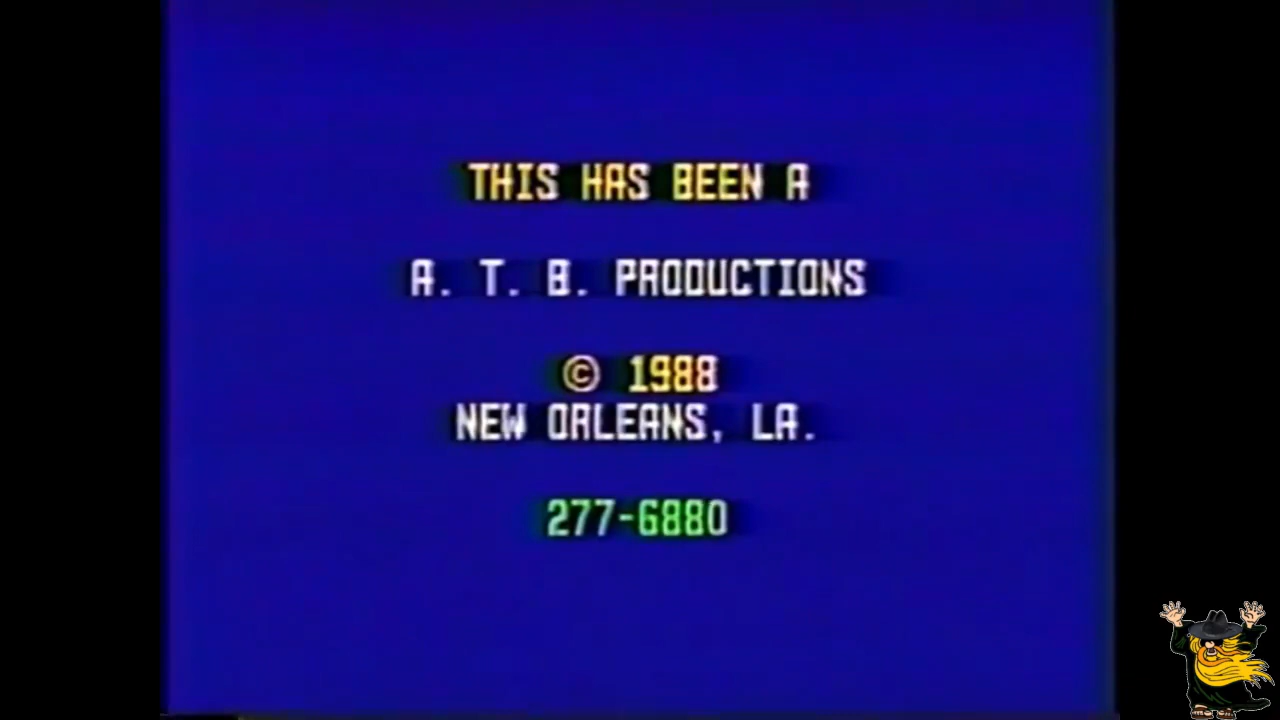 THIS HAS BEEN A
A. T. B. PRODUCTIONS
© 1988
NEW ORLEANS, LA.
277-6880